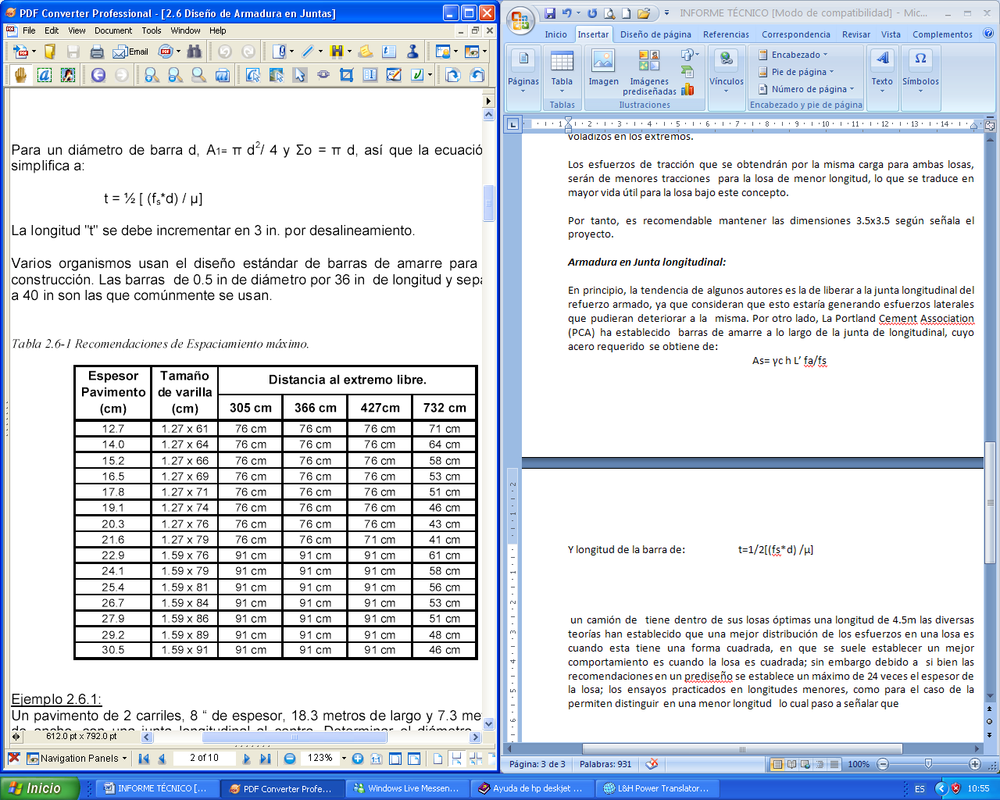 PDF Converter Professional - [2.6 Diseño de Armadura en Juntas]
File Edit View Document Tools Window Help
Email
Para un diámetro de barra d, A1= π d2/ 4 y Σo = π d, así que la ecuació
simplifica a:
t = ½ [ (fs*d) / µ]
La longitud "t" se debe incrementar en 3 in. por desalineamiento.
Varios organismos usan el diseño estándar de barras de amarre para
construcción. Las barras de 0.5 in de diámetro por 36 in de longitud y sepa
a 40 in son las que comúnmente se usan.
Tabla 2.6-1 Recomendaciones de Espaciamiento máximo.
Espesor Pavimento (cm) Tamaño de varilla (cm) Distancia al extremo libre.
305 cm 366 cm 427cm 732 cm
12.7 1.27 x 61 76 cm 76 cm 76 cm 71 cm
14.0 1.27 x 64 76 cm 76 cm 76 cm 64 cm
15.2 1.27 x 66 76 cm 76 cm 76 cm 58 cm
16.5 1.27 x 69 76 cm 76 cm 76 cm 53 cm
17.8 1.27 x 71 76 cm 76 cm 76 cm 51 cm
19.1 1.27 x 74 76 cm 76 cm 76 cm 46 cm
20.3 1.27 x 76 76 cm 76 cm 76 cm 43 cm
21.6 1.27 x 79 76 cm 76 cm 71 cm 41 cm
22.9 1.59 x 76 91 cm 91 cm 91 cm 61 cm
24.1 1.59 x 79 91 cm 91 cm 91 cm 58 cm
25.4 1.59 x 81 91 cm 91 cm 91 cm 56 cm
26.7 1.59 x 84 91 cm 91 cm 91 cm 53 cm
27.9 1.59 x 86 91 cm 91 cm 91 cm 51 cm
29.2 1.59 x 89 91 cm 91 cm 91 cm 48 cm
30.5 1.59 x 91 91 cm 91 cm 91 cm 46 cm
Ejemplo 2.6.1:
Un pavimento de 2 carriles, 8 “ de espesor, 18.3 metros de largo y 7.3 me
de ancho, con una junta longitudinal al centro. Determinar el diámetro
612.0 pt x 792.0 pt
Navigation Panels 2 of 10 123%
INFORME TÉCNICO [Modo de compatibilidad] - Mic...
Inicio Insertar Diseño de página Referencias Correspondencia Revisar Vista Complementos
Páginas
Tabla
Tablas
Imagen
Imágenes prediseñadas
Ilustraciones
Vínculos
Encabezado
Pie de página
Número de página
Encabezado y pie de página
Texto
Símbolos
1 1 2 3 4 5 6 7 8 9 10 11 12 13 14
voladizos en los extremos.
Los esfuerzos de tracción que se obtendrán por la misma carga para ambas losas,
serán de menores tracciones para la losa de menor longitud, lo que se traduce en
mayor vida útil para la losa bajo este concepto.
Por tanto, es recomendable mantener las dimensiones 3.5x3.5 según señala el
proyecto.
Armadura en Junta longitudinal:
En principio, la tendencia de algunos autores es la de liberar a la junta longitudinal del
refuerzo armado, ya que consideran que esto estaría generando esfuerzos laterales
que pudieran deteriorar a la misma. Por otro lado, La Portland Cement Association
(PCA) ha establecido barras de amarre a lo largo de la junta de longitudinal, cuyo
acero requerido se obtiene de:
As= γc h L’ fa/fs
Y longitud de la barra de: t=1/2[(fs*d) /µ]
un camión de tiene dentro de sus losas óptimas una longitud de 4.5m las diversas
teorías han establecido que una mejor distribución de los esfuerzos en una losa es
cuando esta tiene una forma cuadrada, en que se suele establecer un mejor
comportamiento es cuando la losa es cuadrada; sin embargo debido a si bien las
recomendaciones en un prediseño se establece un máximo de 24 veces el espesor de
la losa; los ensayos practicados en longitudes menores, como para el caso de la
permiten distinguir en una menor longitud lo cual paso a señalar que
Página: 3 de 3 Palabras: 931 100%
Inicio INFORME TÉCNICO [... PDF Converter Profe... Windows Live Messen... Ayuda de hp deskjet ... L&H Power Translator... ES 10:55